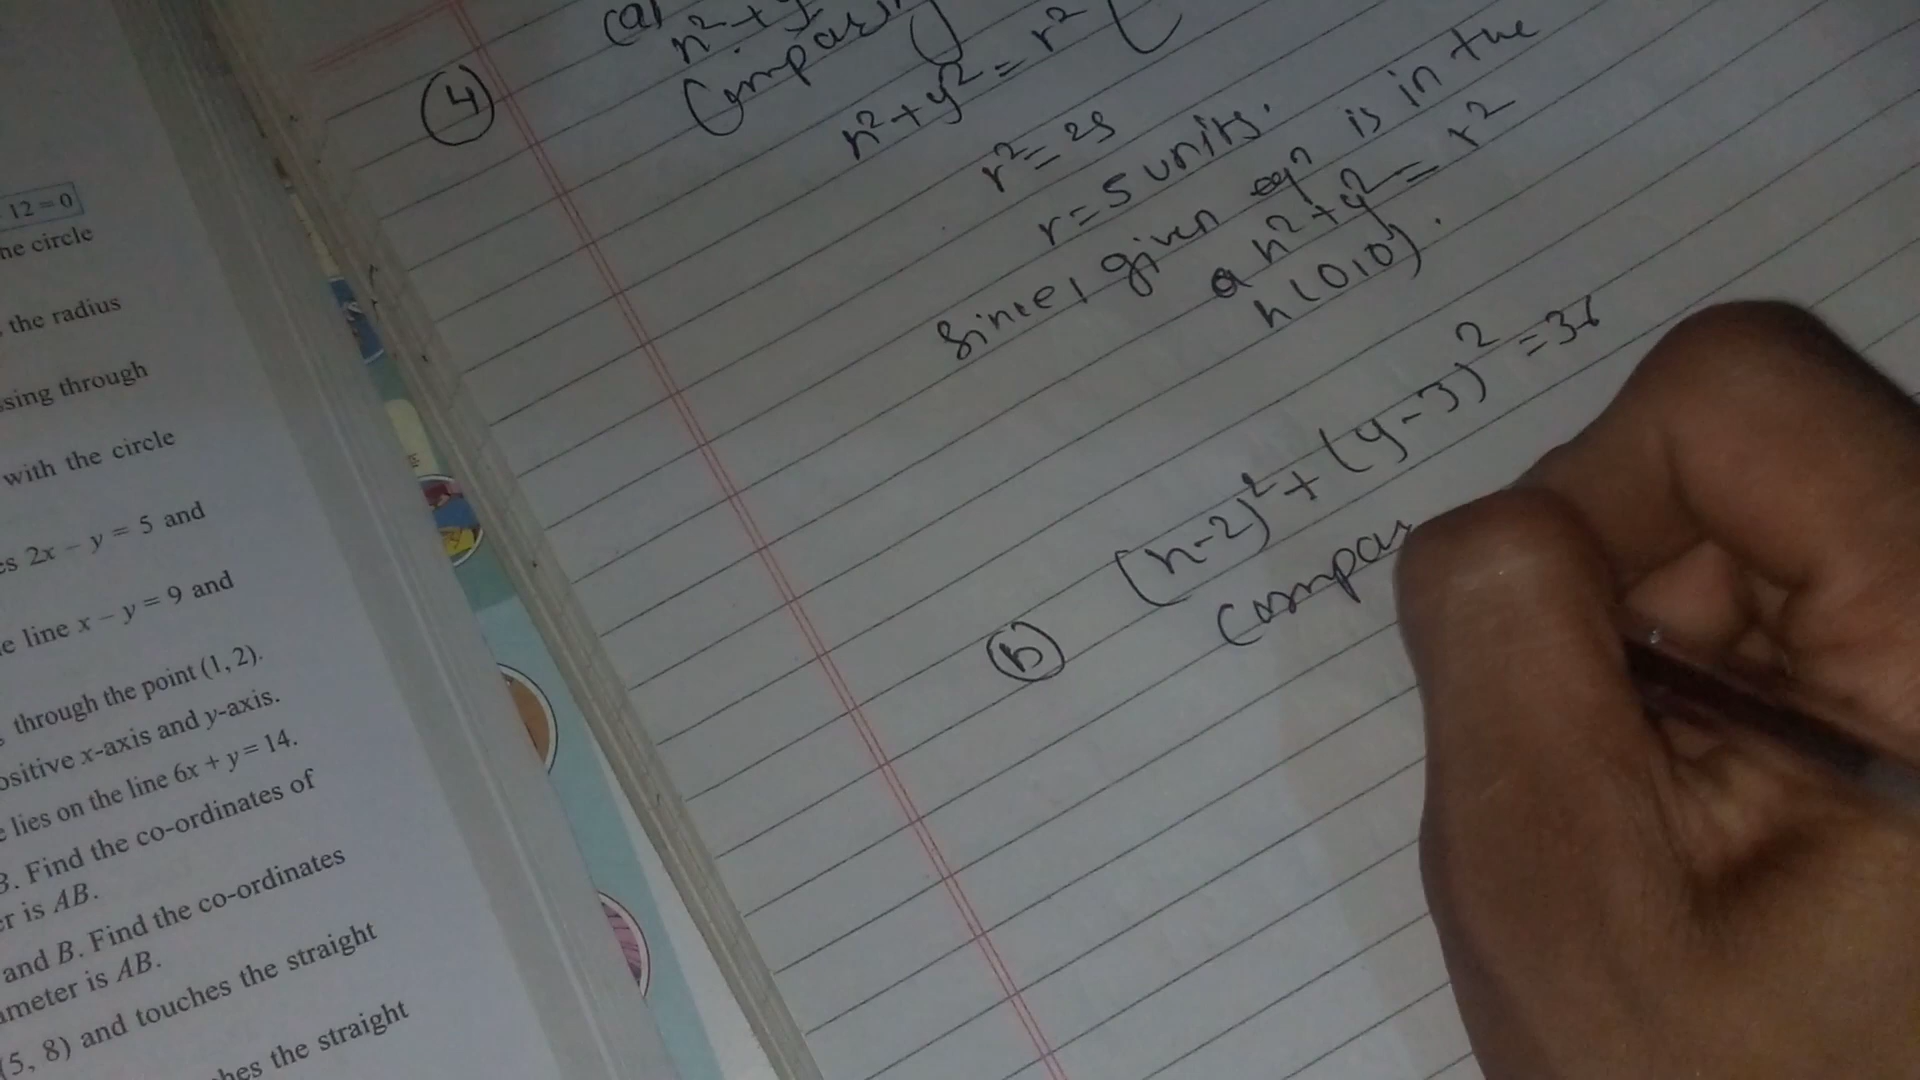 12 = 0
he circle
the radius
sing through
with the circle
es 2x – y = 5 and
e line x – y = 9 and
through the point (1, 2).
ositive x-axis and y-axis.
e lies on the line 6x + y = 14.
B. Find the co-ordinates of
er is AB.
and B. Find the co-ordinates
ameter is AB.
(5, 8) and touches the straight
hes the straight
4
(a)
x² + y
Compar
x² + y² = r²
r² = 25
r = 5 units.
Since, given eqn is in the
x² + y² = r²
h(0,0).
(b)
(x-2)² + (y-3)² = 36
Compar